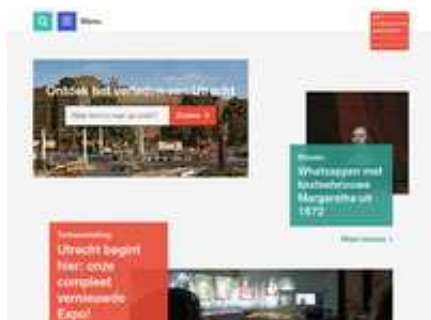 Menu
Ontdek het verleden van Utrecht
Zoeken
Nieuws
Whatsappen met
Margaretha uit
1672
Meer nieuws
Tentoonstelling
Utrecht begint
hier: onze
compleet
vernieuwde
Expo!